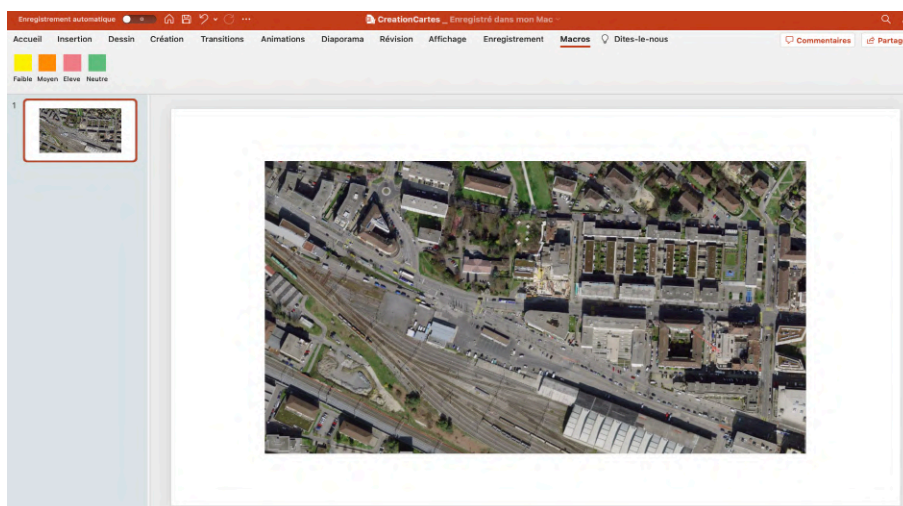 Enregistrement automatique
CreationCartes _ Enregistré dans mon Mac
Accueil Insertion Dessin Création Transitions Animations Diaporama Révision Affichage Enregistrement Macros Dites-le-nous Commentaires Partag
Faible Moyen Eleve Neutre
1